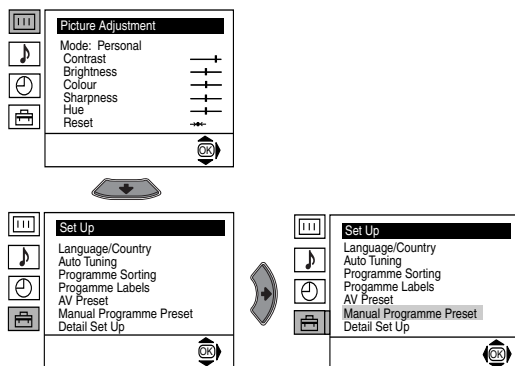 Picture Adjustment
Mode: Personal
Contrast
Brightness
Colour
Sharpness
Hue
Reset
OK
Set Up
Language/Country
Auto Tuning
Programme Sorting
Progamme Labels
AV Preset
Manual Programme Preset
Detail Set Up
OK
Set Up
Language/Country
Auto Tuning
Programme Sorting
Progamme Labels
AV Preset
Manual Programme Preset
Detail Set Up
OK